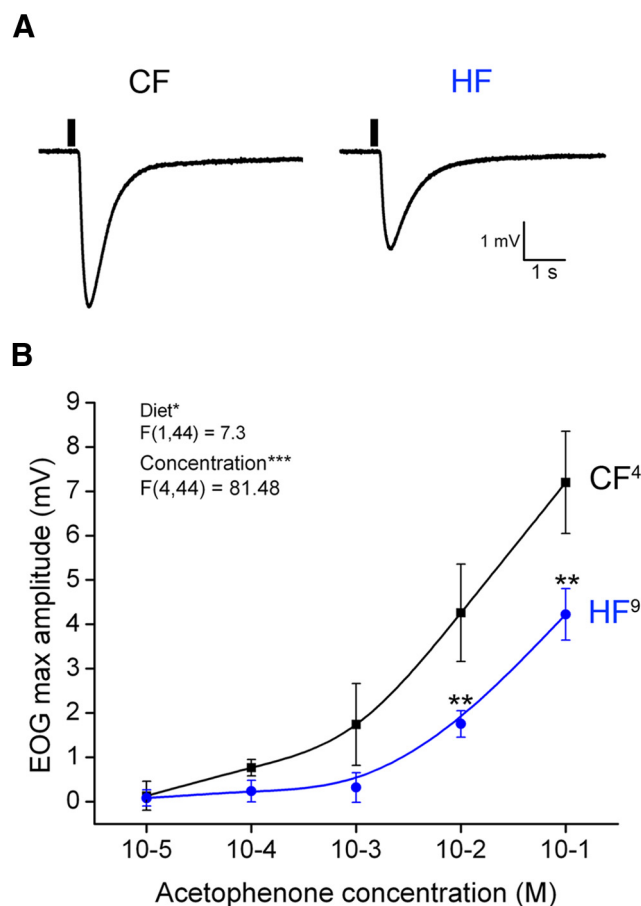 A
CF
HF
1 mV
1 s
B
Diet*
F(1,44) = 7.3
Concentration***
F(4,44) = 81.48
EOG max amplitude (mV)
9
8
7
6
5
4
3
2
1
0
CF⁴
**
HF⁹
**
10-5 10-4 10-3 10-2 10-1
Acetophenone concentration (M)